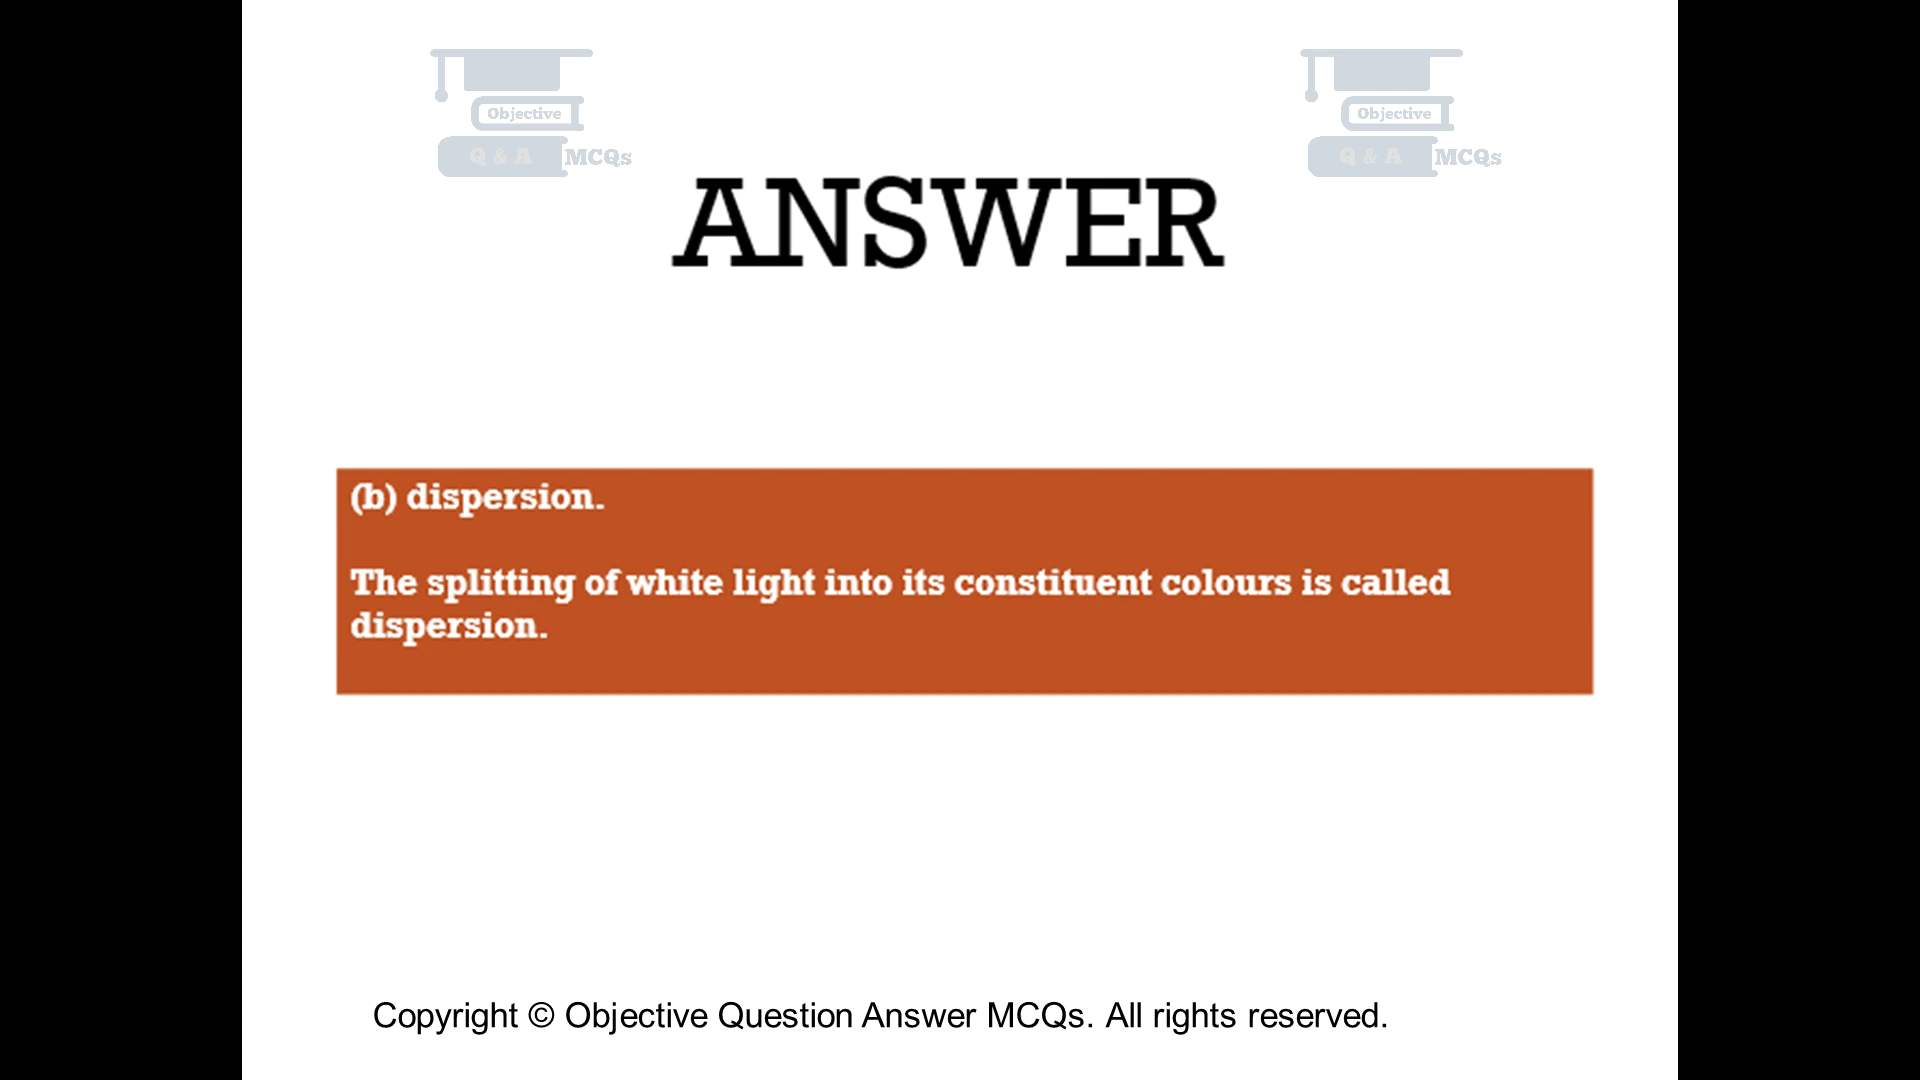 Objective
Q & A MCQs
Objective
Q & A MCQs
ANSWER
(b) dispersion.
The splitting of white light into its constituent colours is called
dispersion.
Copyright © Objective Question Answer MCQs. All rights reserved.